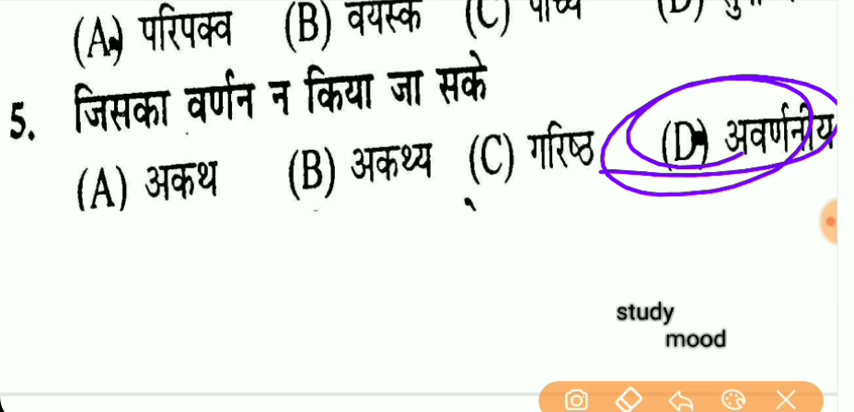 (A) परिपक्व (B) वयस्क (C) (D)
5. जिसका वर्णन न किया जा सके
(A) अकथ (B) अकथ्य (C) गरिष्ठ (D) अवर्णनीय
study
mood